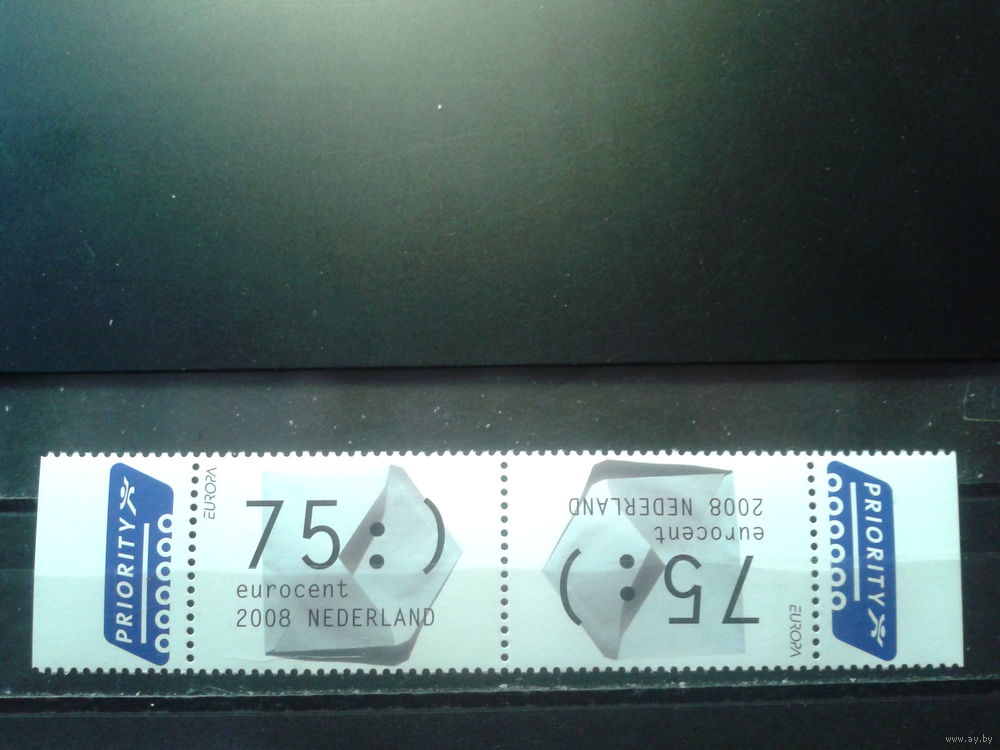 PRIORITY
EUROPA
75:)
eurocent
2008 NEDERLAND
75:)
eurocent
2008 NEDERLAND
EUROPA
PRIORITY
www.ay.by